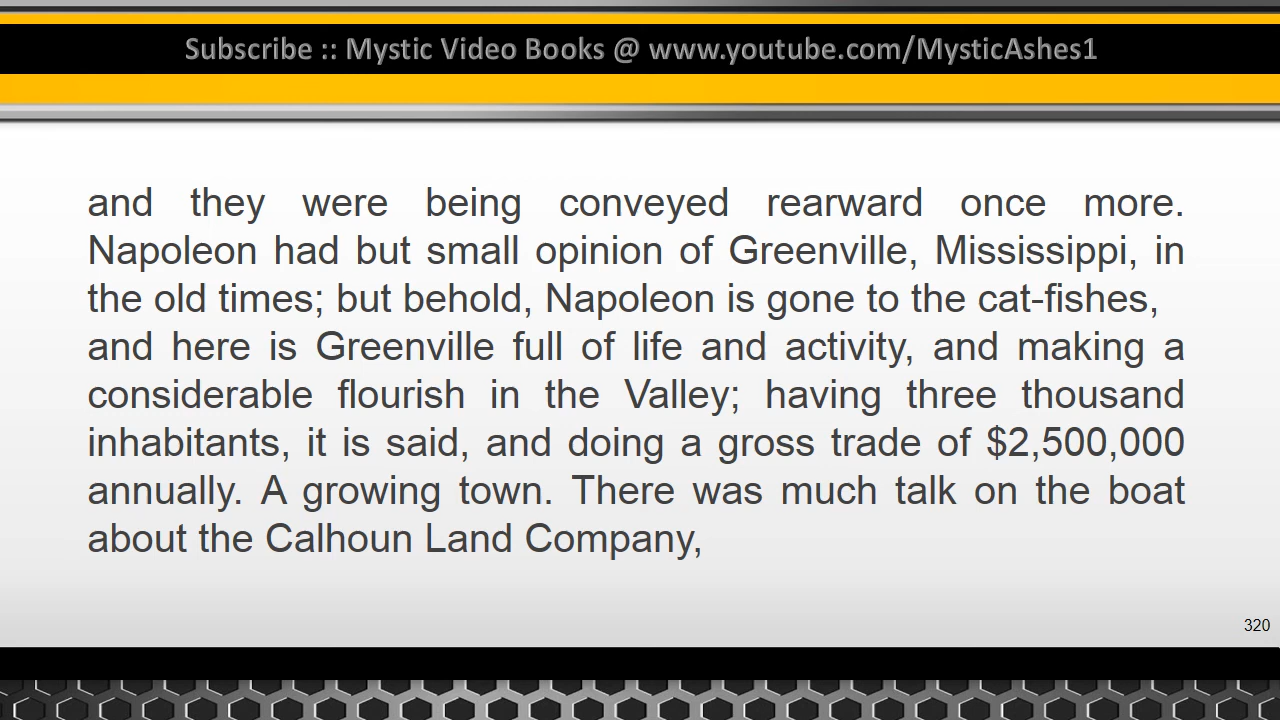 Subscribe :: Mystic Video Books @ www.youtube.com/MysticAshes1
and they were being conveyed rearward once more.
Napoleon had but small opinion of Greenville, Mississippi, in
the old times; but behold, Napoleon is gone to the cat-fishes,
and here is Greenville full of life and activity, and making a
considerable flourish in the Valley; having three thousand
inhabitants, it is said, and doing a gross trade of $2,500,000
annually. A growing town. There was much talk on the boat
about the Calhoun Land Company,
320